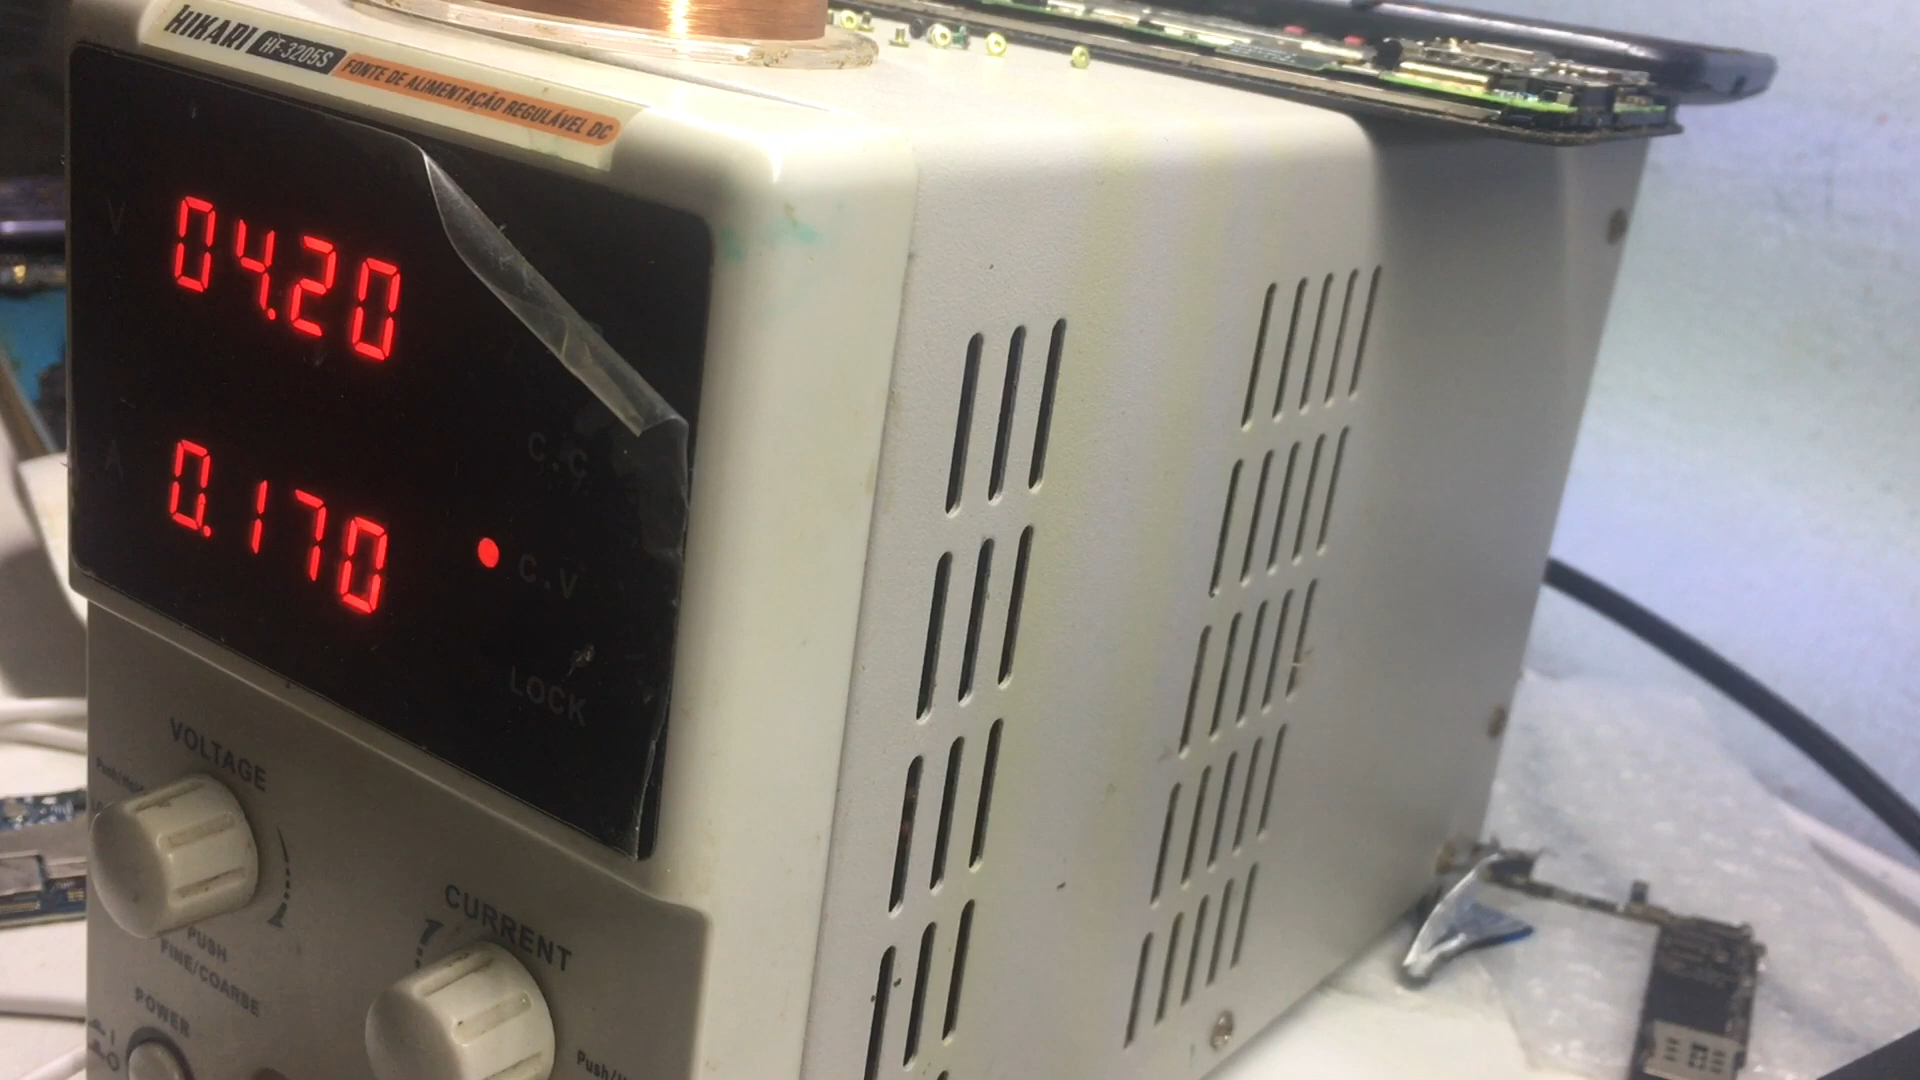 HIKARI HF-3205S FONTE DE ALIMENTAÇÃO REGULÁVEL DC
V
04.20
A
0.170
C.C
C.V
LOCK
VOLTAGE
PUSH
FINE/COARSE
CURRENT
POWER